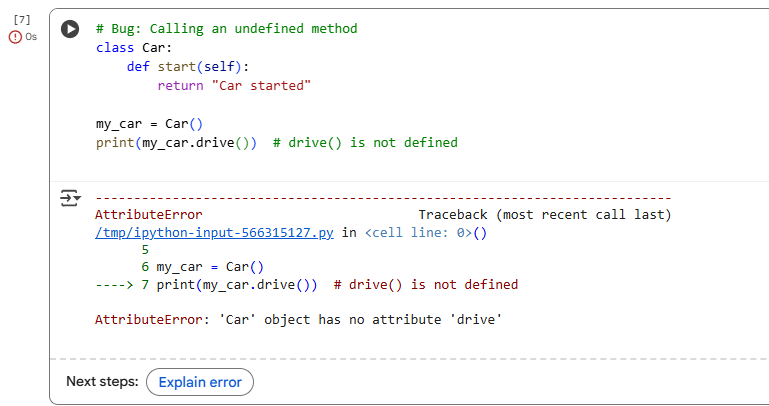 [7]
0s
# Bug: Calling an undefined method
class Car:
    def start(self):
        return "Car started"

my_car = Car()
print(my_car.drive())  # drive() is not defined
---------------------------------------------------------------------------
AttributeError                            Traceback (most recent call last)
/tmp/ipython-input-566315127.py in <cell line: 0>()
      5
      6 my_car = Car()
----> 7 print(my_car.drive())  # drive() is not defined

AttributeError: 'Car' object has no attribute 'drive'
Next steps: Explain error